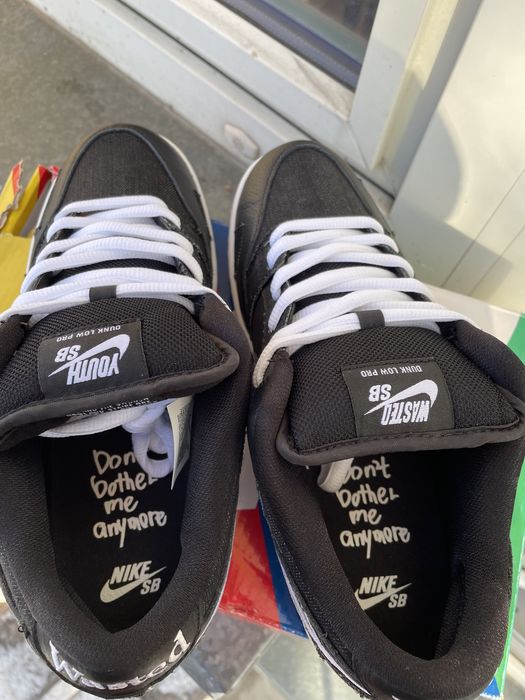 DUNK LOW PRO
YOUTH
SB
Don't
bother
me
anymore
NIKE
SB
Wasted
DUNK LOW PRO
WASTED
SB
Don't
bother
me
anymore
NIKE
SB